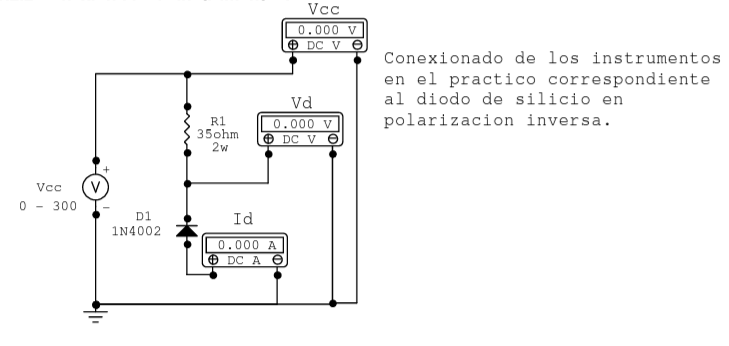 Vcc
0.000 V
DC V
Conexionado de los instrumentos
en el practico correspondiente
al diodo de silicio en
polarizacion inversa.
Vd
0.000 V
DC V
R1
35ohm
2w
Vcc
0 - 300
+
V
-
D1
1N4002
Id
0.000 A
DC A